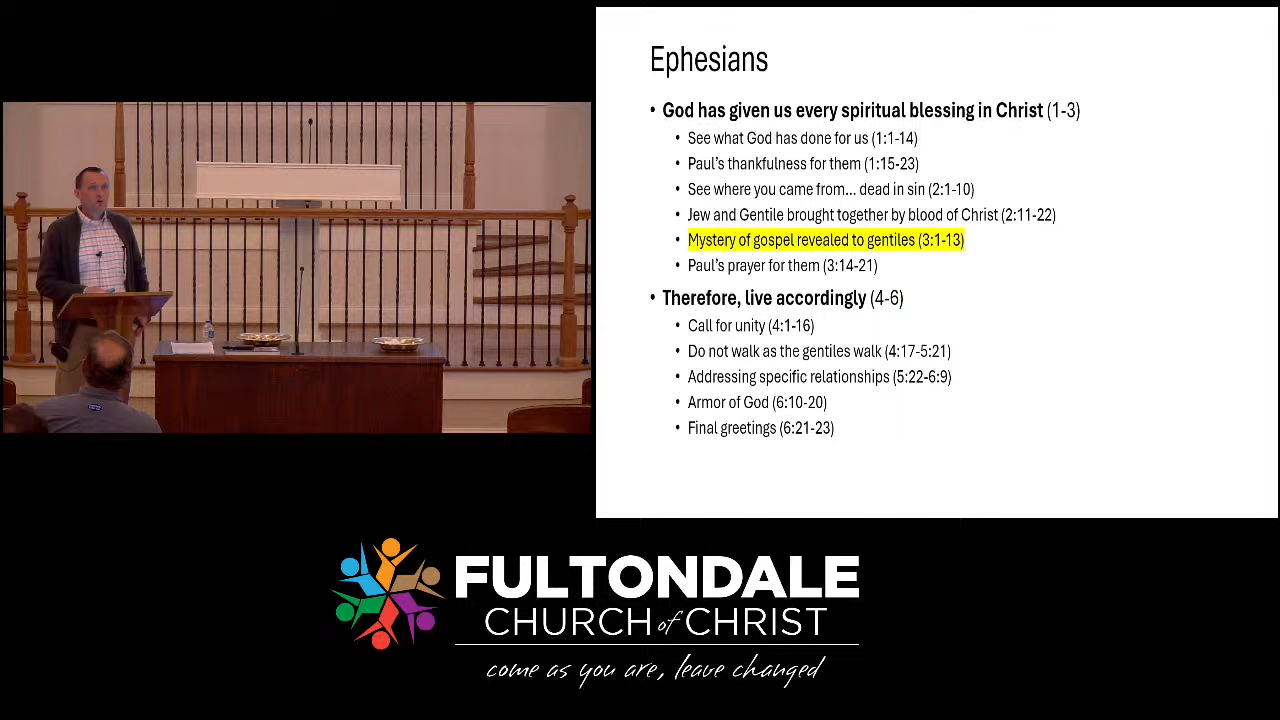 Ephesians
• God has given us every spiritual blessing in Christ (1-3)
• See what God has done for us (1:1-14)
• Paul's thankfulness for them (1:15-23)
• See where you came from... dead in sin (2:1-10)
• Jew and Gentile brought together by blood of Christ (2:11-22)
• Mystery of gospel revealed to gentiles (3:1-13)
• Paul's prayer for them (3:14-21)
• Therefore, live accordingly (4-6)
• Call for unity (4:1-16)
• Do not walk as the gentiles walk (4:17-5:21)
• Addressing specific relationships (5:22-6:9)
• Armor of God (6:10-20)
• Final greetings (6:21-23)
FULTONDALE
CHURCH of CHRIST
come as you are, leave changed